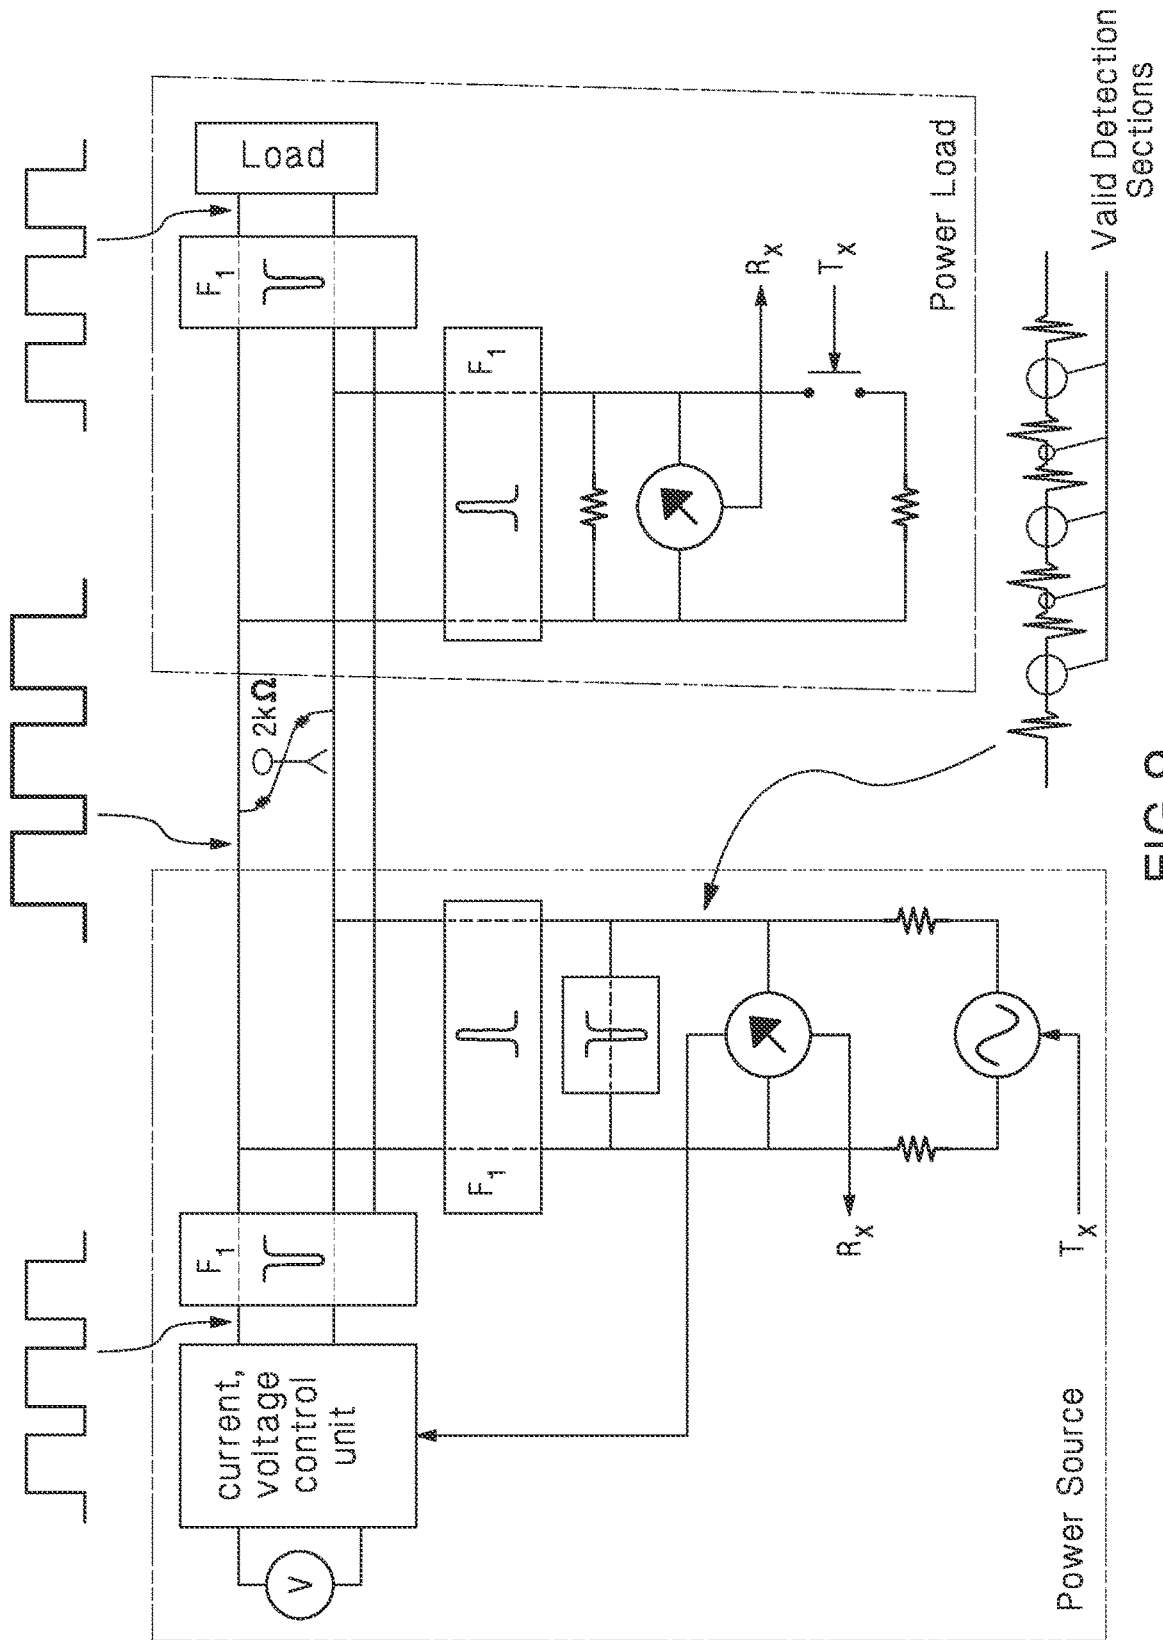 V
current,
voltage
control
unit
F₁
2kΩ
F₁
Load
F₁
F₁
Rₓ
Tₓ
Rₓ
Tₓ
Power Source
Power Load
Valid Detection
Sections
FIG